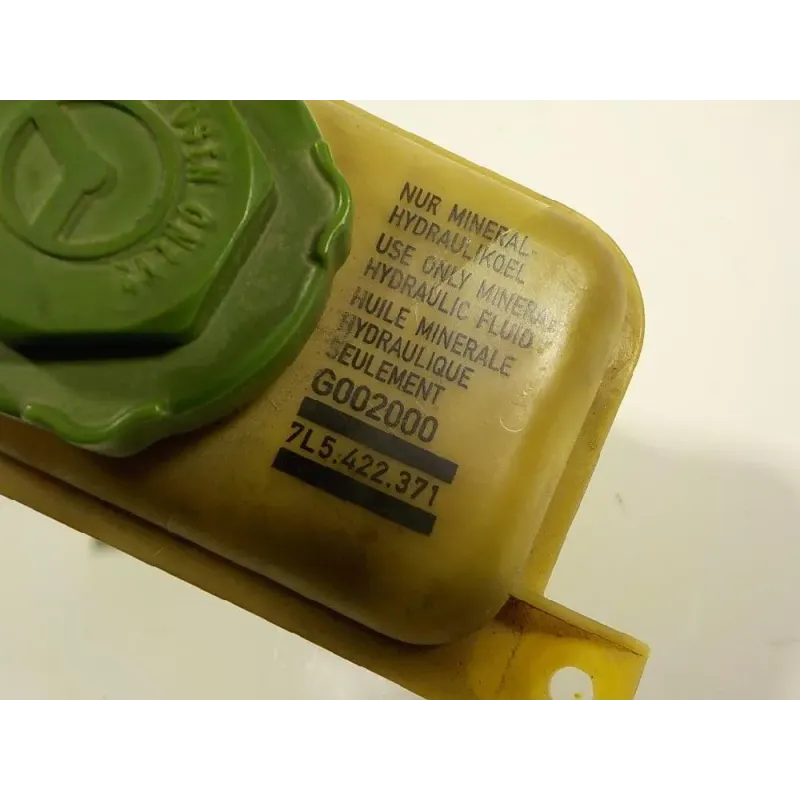 NUR MINERAL-
HYDRAULIKOEL
USE ONLY MINERAL
HYDRAULIC FLUID
HUILE MINERALE
HYDRAULIQUE
SEULEMENT
G002000
7L5.422.371